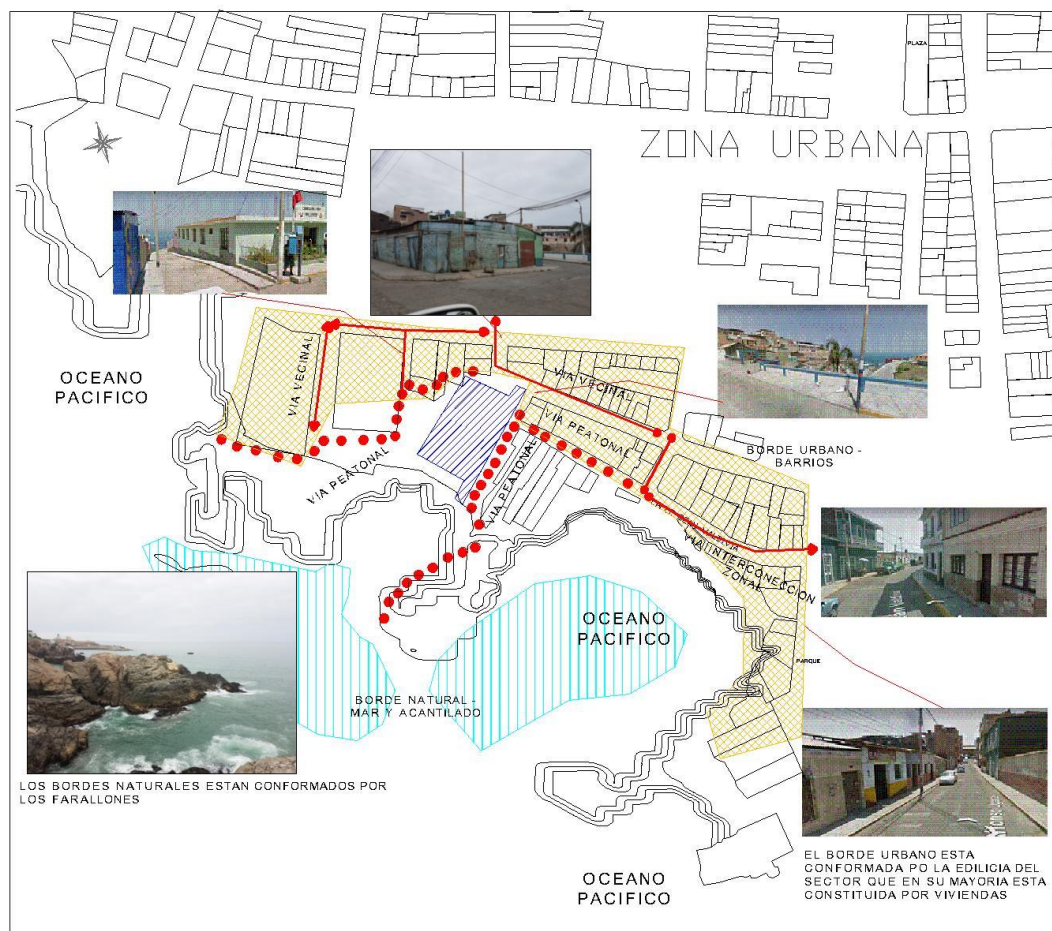 PLAZA
ZONA URBANA
OCEANO
PACIFICO
VIA VECINAL
VIA VECINAL
VIA PEATONAL
BORDE URBANO -
BARRIOS
VIA PEATONAL
VIA PEATONAL
VIA INTERCONECCION
ZONAL
OCEANO
PACIFICO
PARQUE
BORDE NATURAL -
MAR Y ACANTILADO
LOS BORDES NATURALES ESTAN CONFORMADOS POR
LOS FARALLONES
EL BORDE URBANO ESTA
CONFORMADA PO LA EDILICIA DEL
SECTOR QUE EN SU MAYORIA ESTA
CONSTITUIDA POR VIVIENDAS
OCEANO
PACIFICO